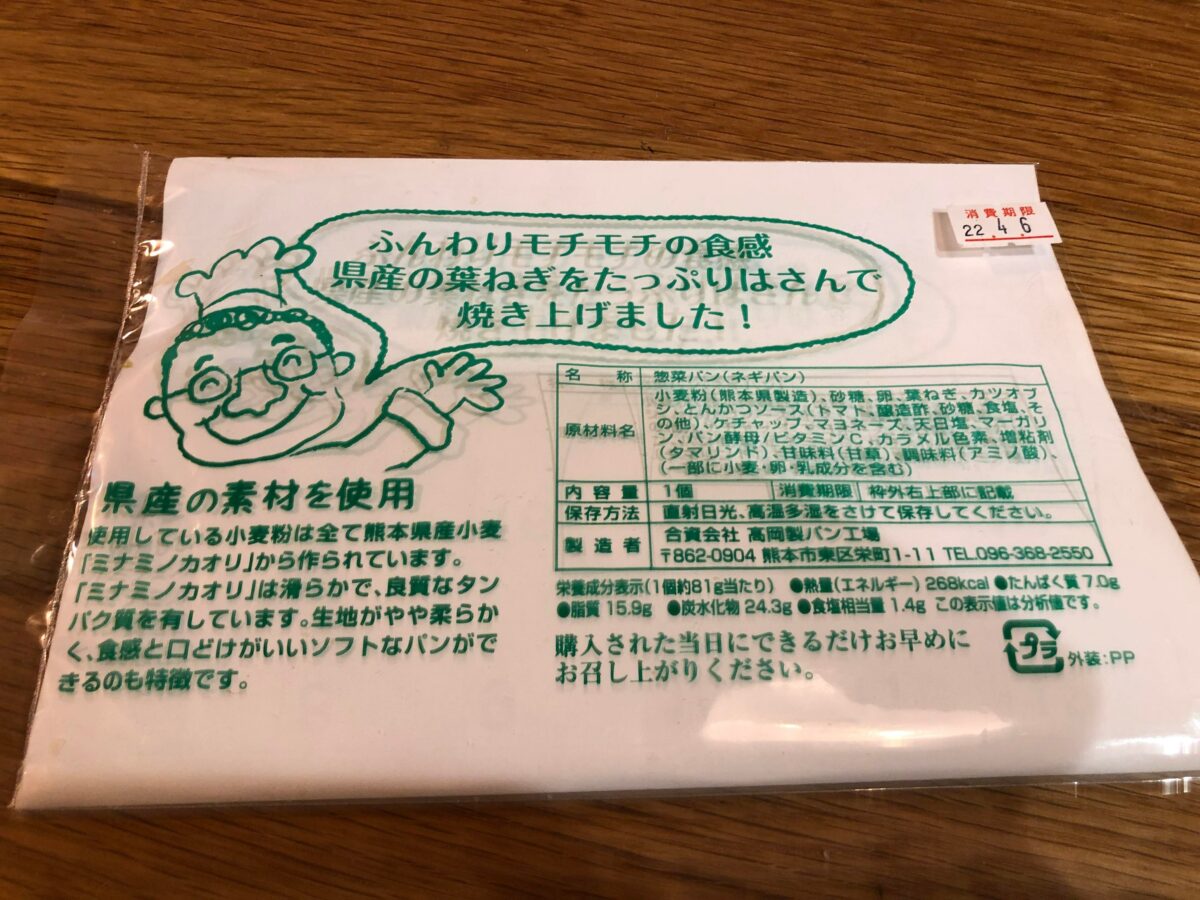 消費期限
22.4.6
ふんわりモチモチの食感
県産の葉ねぎをたっぷりはさんで
焼き上げました!
県産の素材を使用
使用している小麦粉は全て熊本県産小麦
「ミナミノカオリ」から作られています。
「ミナミノカオリ」は滑らかで、良質なタン
パク質を有しています。生地がやや柔らか
く、食感と口どけがいいソフトなパンがで
きるのも特徴です。
名称 惣菜パン(ネギパン)
原材料名 小麦粉(熊本県製造)、砂糖、卵、葉ねぎ、カツオブ
シ、とんかつソース(トマト、醸造酢、砂糖、食塩、そ
の他)、ケチャップ、マヨネーズ、天日塩、マーガリ
ン、パン酵母/ビタミンC、カラメル色素、増粘剤
(タマリンド)、甘味料(甘草)、調味料(アミノ酸)、
(一部に小麦・卵・乳成分を含む)
内容量 1個 消費期限 枠外右上部に記載
保存方法 直射日光、高温多湿をさけて保存してください。
製造者 合資会社 高岡製パン工場
〒862-0904 熊本市東区栄町1-11 TEL.096-368-2550
栄養成分表示(1個約81g当たり) ●熱量(エネルギー)268kcal ●たんぱく質7.0g
●脂質15.9g ●炭水化物24.3g ●食塩相当量1.4g この表示値は分析値です。
購入された当日にできるだけお早めに
お召し上がりください。
プラ
外装:PP